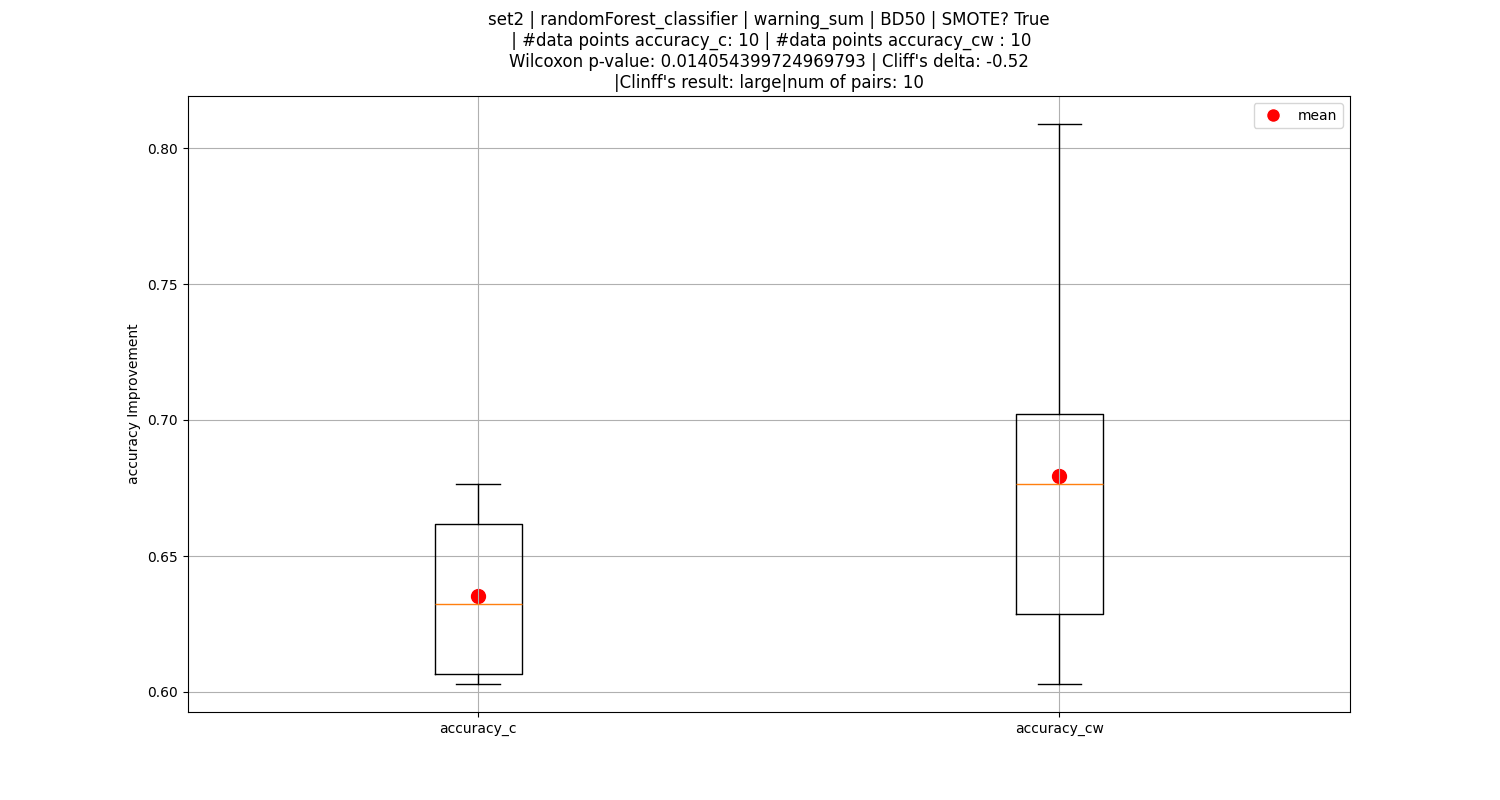 set2 | randomForest_classifier | warning_sum | BD50 | SMOTE? True
| #data points accuracy_c: 10 | #data points accuracy_cw : 10
Wilcoxon p-value: 0.014054399724969793 | Cliff's delta: -0.52
|Clinff's result: large|num of pairs: 10
mean
0.80
0.75
0.70
0.65
0.60
accuracy Improvement
accuracy_c
accuracy_cw